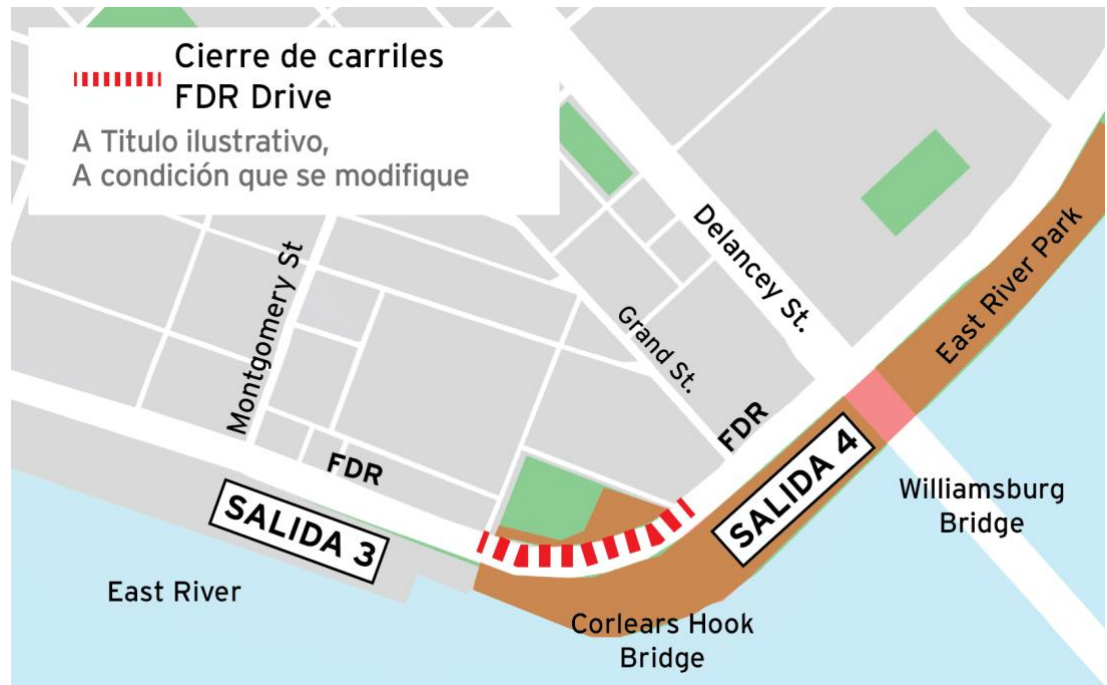 Cierre de carriles
FDR Drive
A Titulo ilustrativo,
A condición que se modifique
Montgomery St
Delancey St.
Grand St.
East River Park
FDR
FDR
SALIDA 3
SALIDA 4
Williamsburg
Bridge
East River
Corlears Hook
Bridge